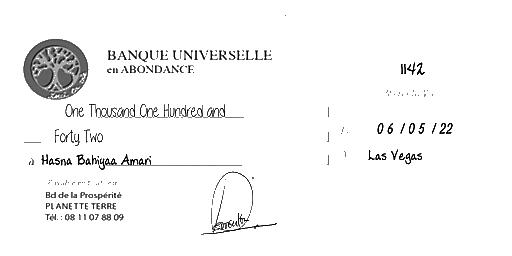 BANQUE UNIVERSELLE
en ABONDANCE
1142
One Thousand One Hundred and
Forty Two
06/05/22
à Hasna Bahiyaa Amari
Las Vegas
Bd de la Prospérité
PLANETTE TERRE
Tél. : 08 11 07 88 09